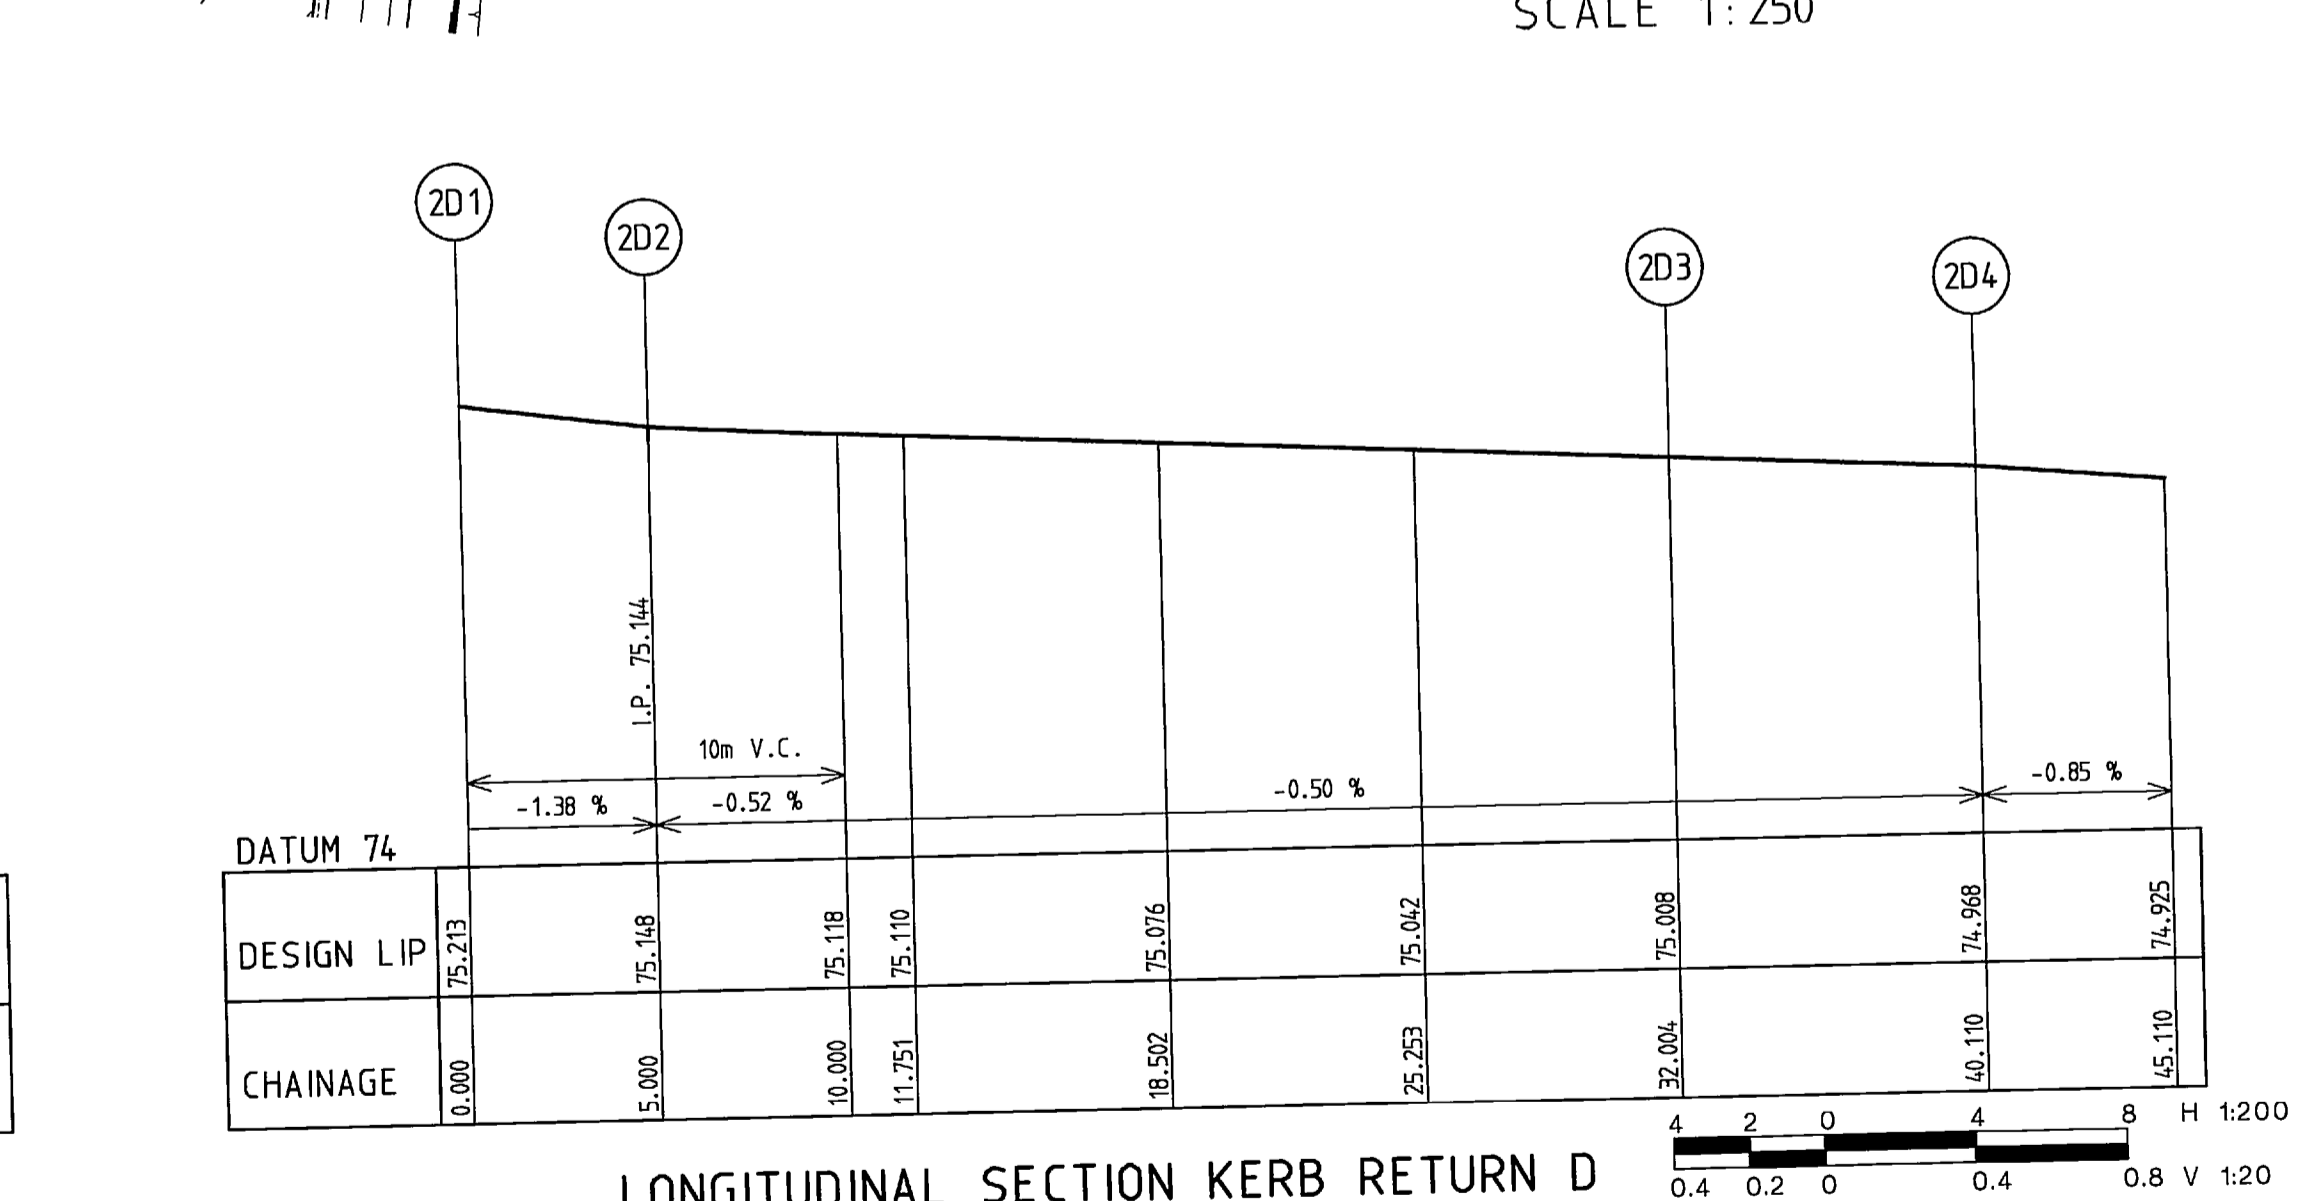 SCALE 1:250
2D1
2D2
2D3
2D4
I.P. 75.144
10m V.C.
-1.38 %
-0.52 %
-0.50 %
-0.85 %
DATUM 74
DESIGN LIP 75.213 75.148 75.118 75.110 75.076 75.042 75.008 74.968 74.925
CHAINAGE 0.000 5.000 10.000 11.751 18.502 25.253 32.004 40.110 45.110
4 2 0 4 8 H 1:200
LONGITUDINAL SECTION KERB RETURN D
0.4 0.2 0 0.4 0.8 V 1:20